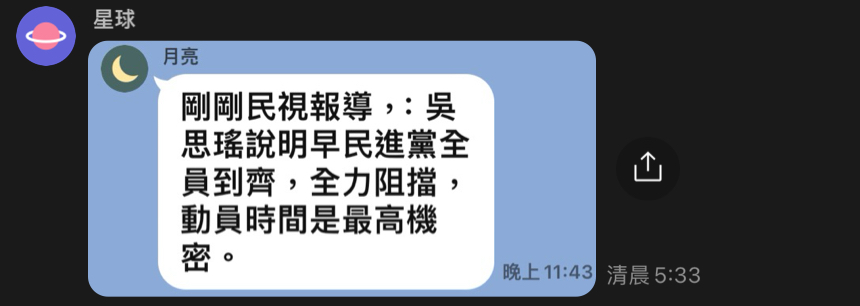 星球
月亮
剛剛民視報導，：吳
思瑤說明早民進黨全
員到齊，全力阻擋，
動員時間是最高機
密。
晚上 11:43
清晨 5:33